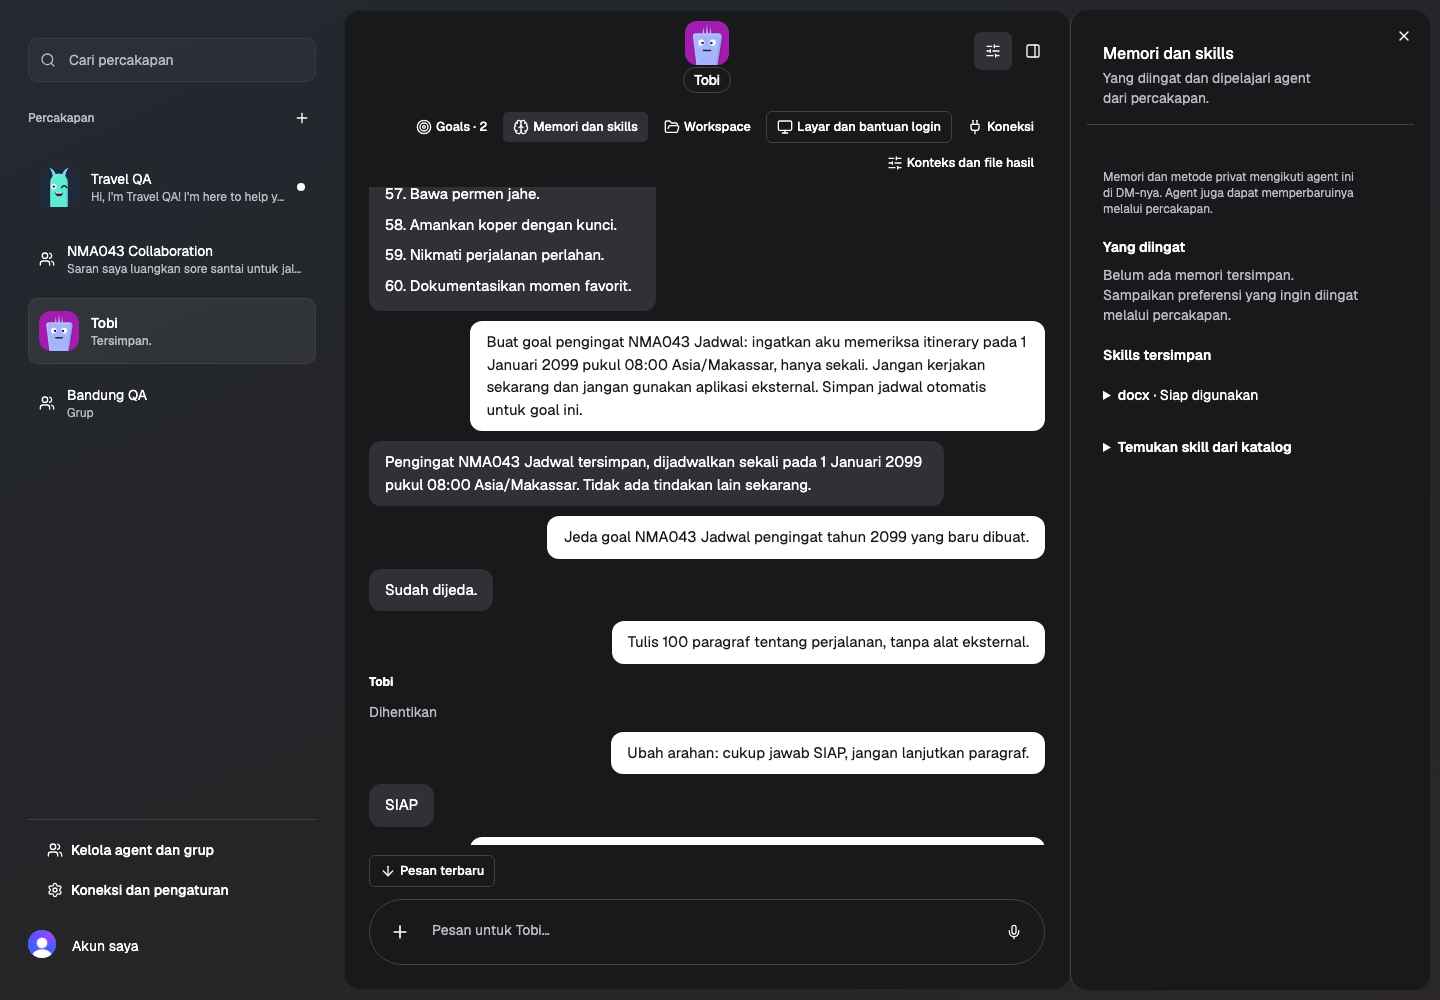 Cari percakapan
Percakapan
Travel QA
Hi, I'm Travel QA! I'm here to help y...
NMA043 Collaboration
Saran saya luangkan sore santai untuk jal...
Tobi
Tersimpan.
Bandung QA
Grup
Kelola agent dan grup
Koneksi dan pengaturan
Akun saya
Tobi
Goals · 2
Memori dan skills
Workspace
Layar dan bantuan login
Koneksi
Konteks dan file hasil
57. Bawa permen jahe.
58. Amankan koper dengan kunci.
59. Nikmati perjalanan perlahan.
60. Dokumentasikan momen favorit.
Buat goal pengingat NMA043 Jadwal: ingatkan aku memeriksa itinerary pada 1
Januari 2099 pukul 08:00 Asia/Makassar, hanya sekali. Jangan kerjakan
sekarang dan jangan gunakan aplikasi eksternal. Simpan jadwal otomatis
untuk goal ini.
Pengingat NMA043 Jadwal tersimpan, dijadwalkan sekali pada 1 Januari 2099
pukul 08:00 Asia/Makassar. Tidak ada tindakan lain sekarang.
Jeda goal NMA043 Jadwal pengingat tahun 2099 yang baru dibuat.
Sudah dijeda.
Tulis 100 paragraf tentang perjalanan, tanpa alat eksternal.
Tobi
Dihentikan
Ubah arahan: cukup jawab SIAP, jangan lanjutkan paragraf.
SIAP
Pesan terbaru
Pesan untuk Tobi...
Memori dan skills
Yang diingat dan dipelajari agent
dari percakapan.
Memori dan metode privat mengikuti agent ini
di DM-nya. Agent juga dapat memperbaruinya
melalui percakapan.
Yang diingat
Belum ada memori tersimpan.
Sampaikan preferensi yang ingin diingat
melalui percakapan.
Skills tersimpan
docx · Siap digunakan
Temukan skill dari katalog